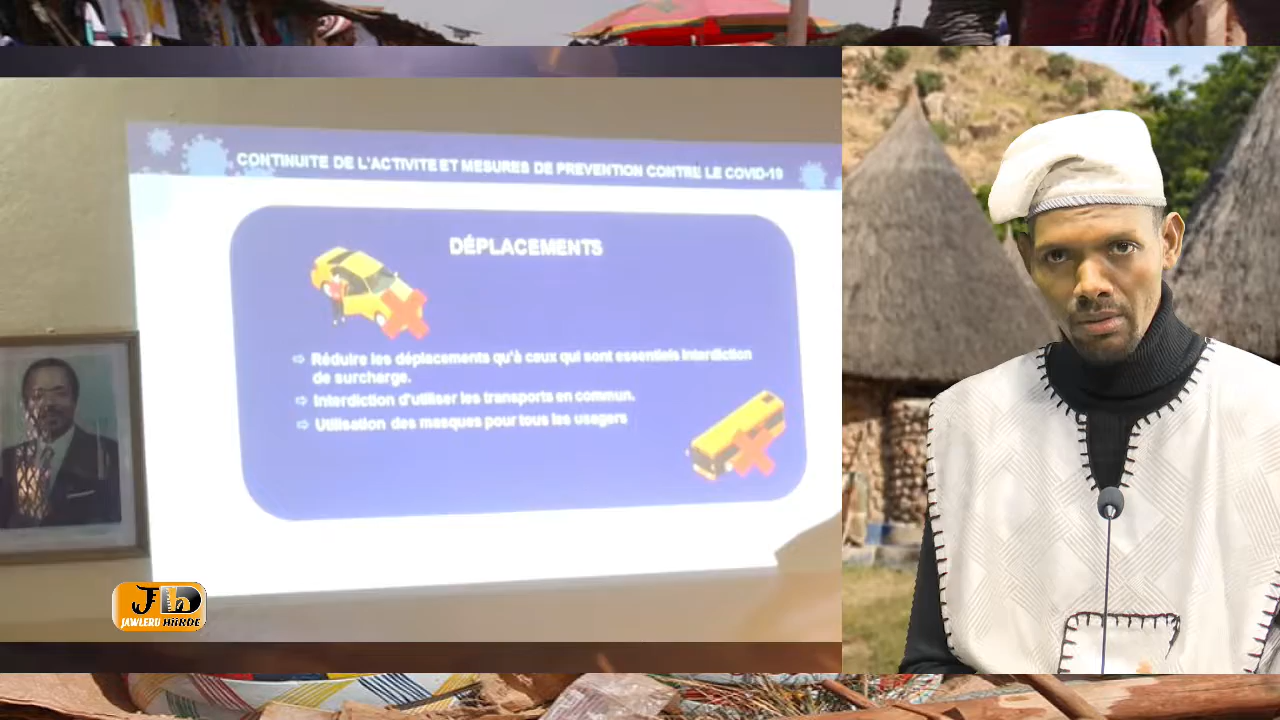 CONTINUITE DE L'ACTIVITE ET MESURES DE PREVENTION CONTRE LE COVID-19
DÉPLACEMENTS
⇨ Réduire les déplacements qu'à ceux qui sont essentiels interdiction
de surcharge.
⇨ Interdiction d'utiliser les transports en commun.
⇨ Utilisation des masques pour tous les usagers
JD
JAWLERU HIIRDE